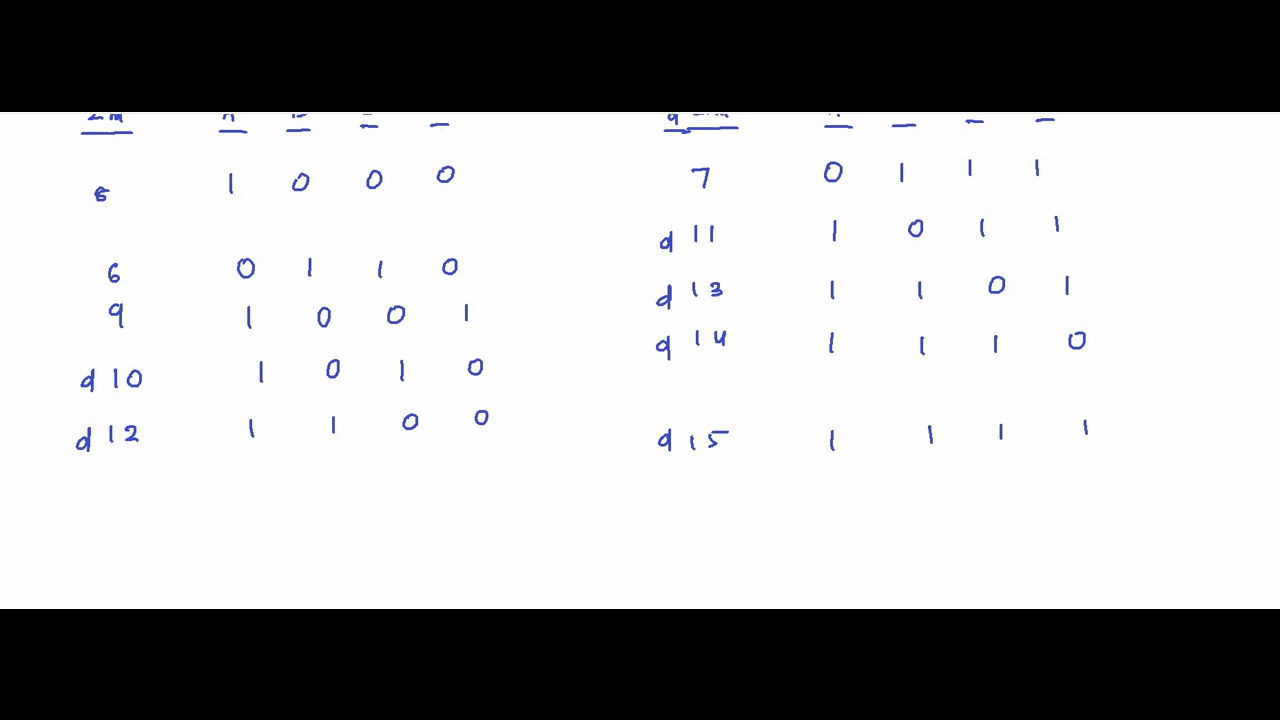 8 1 0 0 0
6 0 1 1 0
9 1 0 0 1
d 10 1 0 1 0
d 12 1 1 0 0
7 0 1 1 1
d 11 1 0 1 1
d 13 1 1 0 1
d 14 1 1 1 0
d 15 1 1 1 1